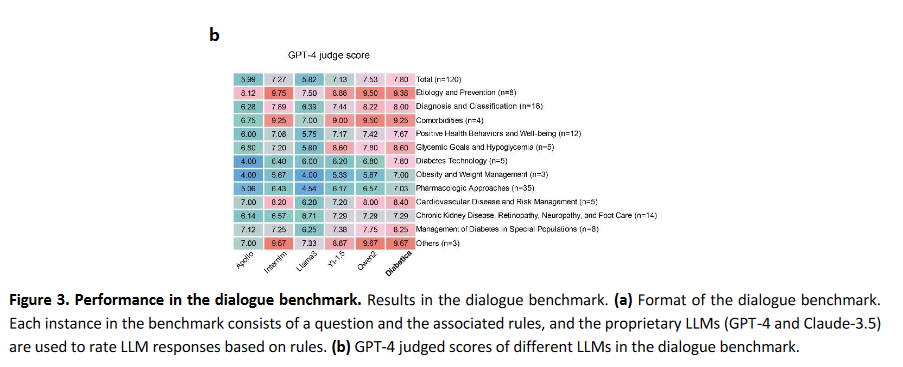 b
GPT-4 judge score
5.99 7.27 5.82 7.13 7.53 7.80 Total (n=120)
8.12 9.75 7.50 8.88 9.50 9.38 Etiology and Prevention (n=8)
6.28 7.89 6.39 7.44 8.22 8.00 Diagnosis and Classification (n=18)
6.75 9.25 7.00 9.00 9.50 9.25 Comorbidities (n=4)
6.00 7.08 5.75 7.17 7.42 7.67 Positive Health Behaviors and Well-being (n=12)
6.80 7.20 5.80 8.60 7.80 8.60 Glycemic Goals and Hypoglycemia (n=5)
4.00 6.40 6.00 6.20 6.80 7.80 Diabetes Technology (n=5)
4.00 5.67 4.00 5.33 5.67 7.00 Obesity and Weight Management (n=3)
5.06 6.43 4.54 6.17 6.57 7.03 Pharmacologic Approaches (n=35)
7.00 8.20 6.20 7.20 8.00 8.40 Cardiovascular Disease and Risk Management (n=5)
6.14 6.57 6.71 7.29 7.29 7.29 Chronic Kidney Disease, Retinopathy, Neuropathy, and Foot Care (n=14)
7.12 7.25 6.25 7.38 7.75 8.25 Management of Diabetes in Special Populations (n=8)
7.00 9.67 7.33 8.67 9.67 9.67 Others (n=3)
Apollo Internlm Llama3 Yi-1.5 Qwen2 Diabetica
Figure 3. Performance in the dialogue benchmark. Results in the dialogue benchmark. (a) Format of the dialogue benchmark.
Each instance in the benchmark consists of a question and the associated rules, and the proprietary LLMs (GPT-4 and Claude-3.5)
are used to rate LLM responses based on rules. (b) GPT-4 judged scores of different LLMs in the dialogue benchmark.